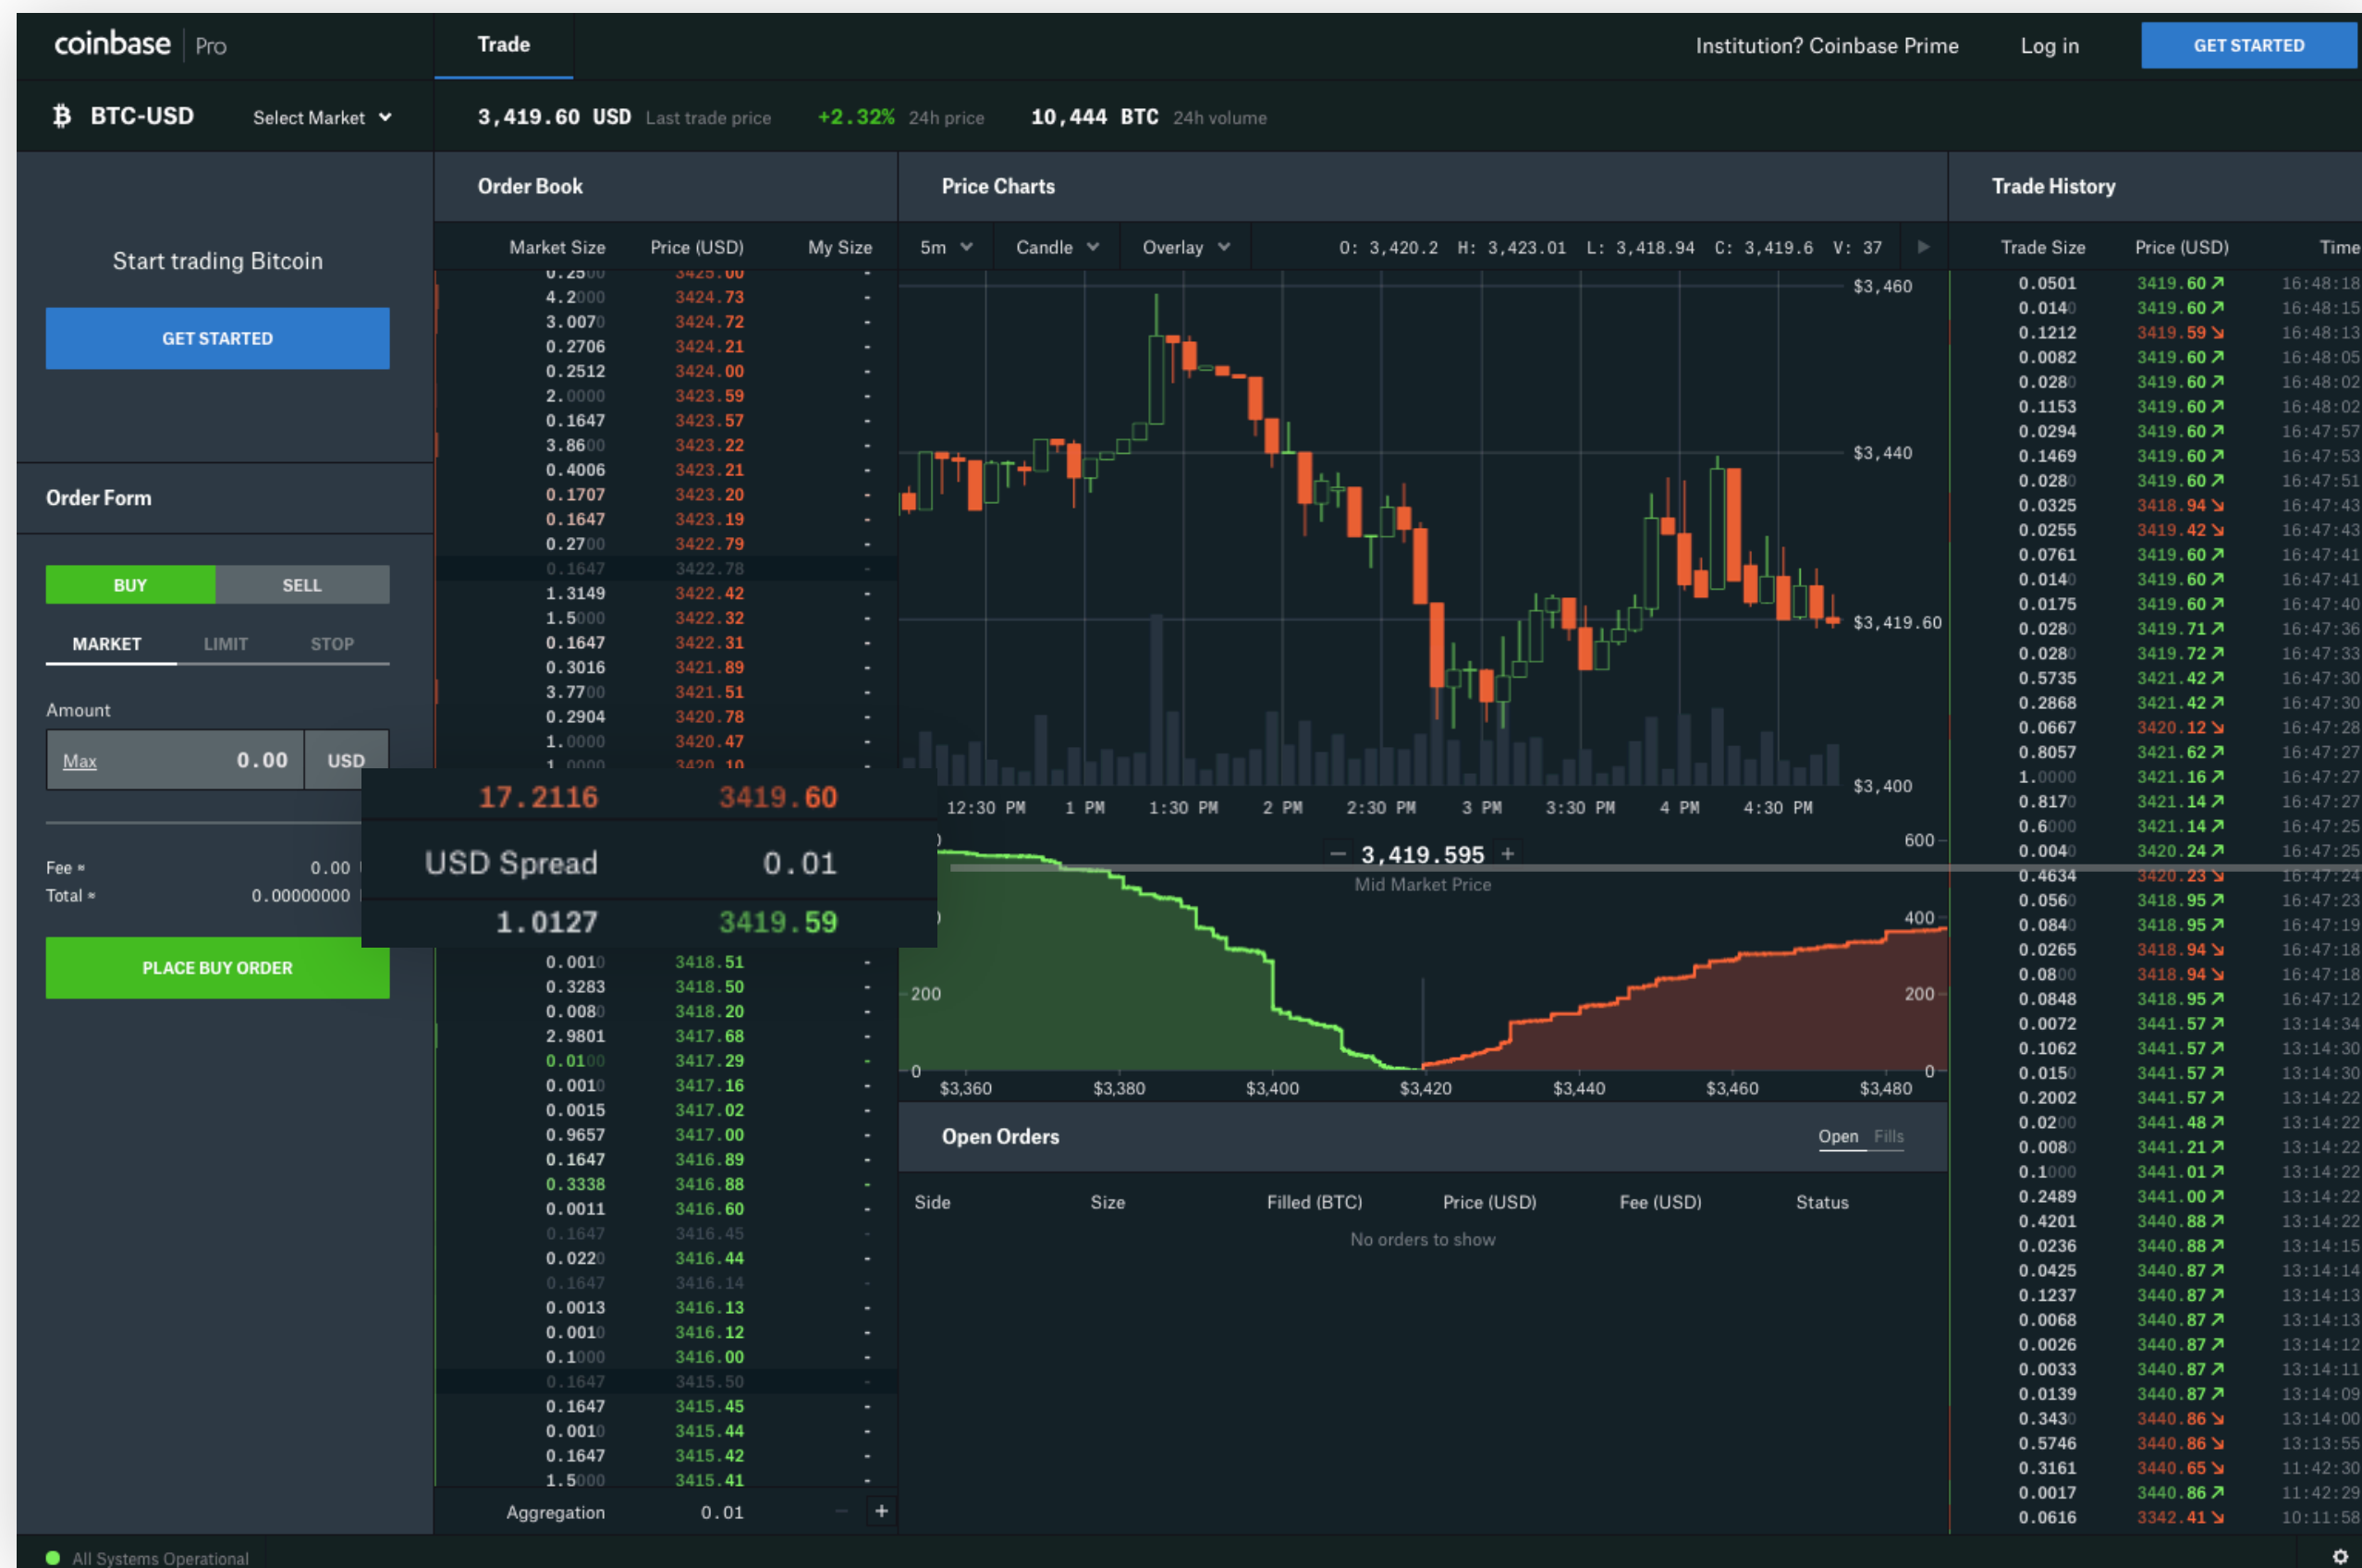 coinbase Pro Trade Institution? Coinbase Prime Log in GET STARTED
BTC-USD Select Market 3,419.60 USD Last trade price +2.32% 24h price 10,444 BTC 24h volume
Start trading Bitcoin
GET STARTED
Order Form
BUY SELL
MARKET LIMIT STOP
Amount
Max 0.00 USD
Fee ≈ 0.00
Total ≈ 0.00000000
PLACE BUY ORDER
Order Book
Market Size Price (USD) My Size
0.2500 3425.00 -
4.2000 3424.73 -
3.0070 3424.72 -
0.2706 3424.21 -
0.2512 3424.00 -
2.0000 3423.59 -
0.1647 3423.57 -
3.8600 3423.22 -
0.4006 3423.21 -
0.1707 3423.20 -
0.1647 3423.19 -
0.2700 3422.79 -
0.1647 3422.78 -
1.3149 3422.42 -
1.5000 3422.32 -
0.1647 3422.31 -
0.3016 3421.89 -
3.7700 3421.51 -
0.2904 3420.78 -
1.0000 3420.47 -
1.0000 3420.10 -
17.2116 3419.60
USD Spread 0.01
1.0127 3419.59
0.0010 3418.51 -
0.3283 3418.50 -
0.0080 3418.20 -
2.9801 3417.68 -
0.0100 3417.29 -
0.0010 3417.16 -
0.0015 3417.02 -
0.9657 3417.00 -
0.1647 3416.89 -
0.3338 3416.88 -
0.0011 3416.60 -
0.1647 3416.45 -
0.0220 3416.44 -
0.1647 3416.14 -
0.0013 3416.13 -
0.0010 3416.12 -
0.1000 3416.00 -
0.1647 3415.50 -
0.1647 3415.45 -
0.0010 3415.44 -
0.1647 3415.42 -
1.5000 3415.41 -
Aggregation 0.01 - +
Price Charts
5m Candle Overlay O: 3,420.2 H: 3,423.01 L: 3,418.94 C: 3,419.6 V: 37
$3,460
$3,440
$3,419.60
$3,400
12:30 PM 1 PM 1:30 PM 2 PM 2:30 PM 3 PM 3:30 PM 4 PM 4:30 PM
− 3,419.595 +
Mid Market Price
600
400
200 200
0 0
$3,360 $3,380 $3,400 $3,420 $3,440 $3,460 $3,480
Open Orders Open Fills
Side Size Filled (BTC) Price (USD) Fee (USD) Status
No orders to show
Trade History
Trade Size Price (USD) Time
0.0501 3419.60↗ 16:48:18
0.0140 3419.60↗ 16:48:15
0.1212 3419.59↘ 16:48:13
0.0082 3419.60↗ 16:48:05
0.0280 3419.60↗ 16:48:02
0.1153 3419.60↗ 16:48:02
0.0294 3419.60↗ 16:47:57
0.1469 3419.60↗ 16:47:53
0.0280 3419.60↗ 16:47:51
0.0325 3418.94↘ 16:47:43
0.0255 3419.42↘ 16:47:43
0.0761 3419.60↗ 16:47:41
0.0140 3419.60↗ 16:47:41
0.0175 3419.60↗ 16:47:40
0.0280 3419.71↗ 16:47:36
0.0280 3419.72↗ 16:47:33
0.5735 3421.42↗ 16:47:30
0.2868 3421.42↗ 16:47:30
0.0667 3420.12↘ 16:47:28
0.8057 3421.62↗ 16:47:27
1.0000 3421.16↗ 16:47:27
0.8170 3421.14↗ 16:47:27
0.6000 3421.14↗ 16:47:25
0.0040 3420.24↗ 16:47:25
0.4634 3420.23↘ 16:47:24
0.0560 3418.95↗ 16:47:23
0.0840 3418.95↗ 16:47:19
0.0265 3418.94↘ 16:47:18
0.0800 3418.94↘ 16:47:18
0.0848 3418.95↗ 16:47:12
0.0072 3441.57↗ 13:14:34
0.1062 3441.57↗ 13:14:30
0.0150 3441.57↗ 13:14:30
0.2002 3441.57↗ 13:14:22
0.0200 3441.48↗ 13:14:22
0.0080 3441.21↗ 13:14:22
0.1000 3441.01↗ 13:14:22
0.2489 3441.00↗ 13:14:22
0.4201 3440.88↗ 13:14:22
0.0236 3440.88↗ 13:14:15
0.0425 3440.87↗ 13:14:14
0.1237 3440.87↗ 13:14:13
0.0068 3440.87↗ 13:14:13
0.0026 3440.87↗ 13:14:12
0.0033 3440.87↗ 13:14:11
0.0139 3440.87↗ 13:14:09
0.3430 3440.86↘ 13:14:00
0.5746 3440.86↘ 13:13:55
0.3161 3440.65↘ 11:42:30
0.0017 3440.86↗ 11:42:29
0.0616 3342.41↘ 10:11:58
All Systems Operational